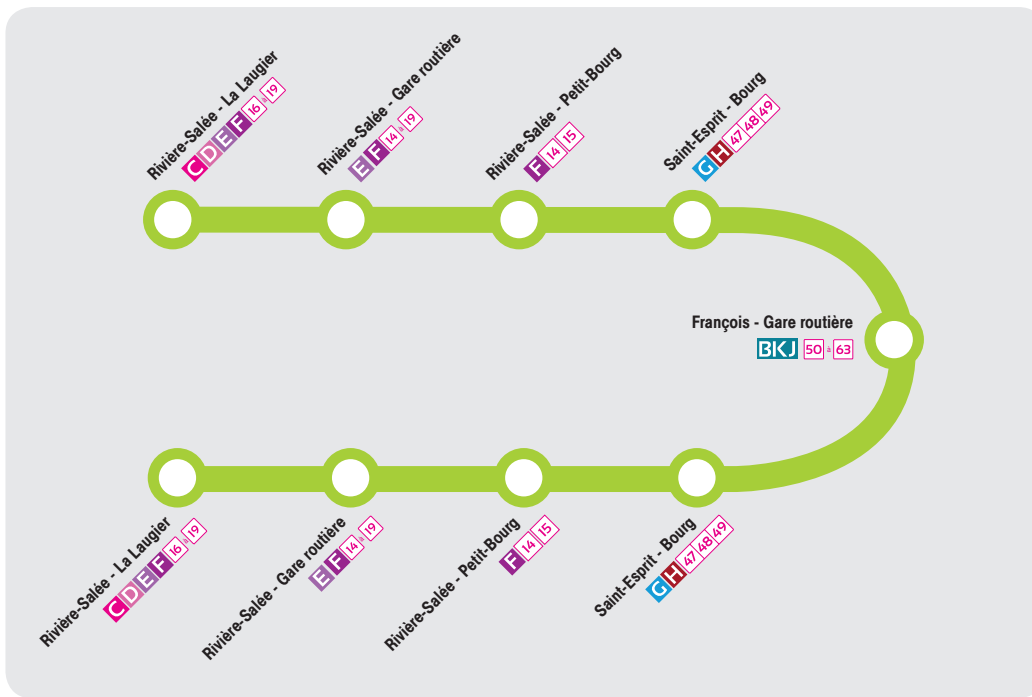 Rivière-Salée - La Laugier
C D E F 16 à 19
Rivière-Salée - Gare routière
E F 14 à 19
Rivière-Salée - Petit-Bourg
F 14 15
Saint-Esprit - Bourg
G H 47 48 49
François - Gare routière
BKJ 50 à 63
Rivière-Salée - La Laugier
C D E F 16 à 19
Rivière-Salée - Gare routière
E F 14 à 19
Rivière-Salée - Petit-Bourg
F 14 15
Saint-Esprit - Bourg
G H 47 48 49